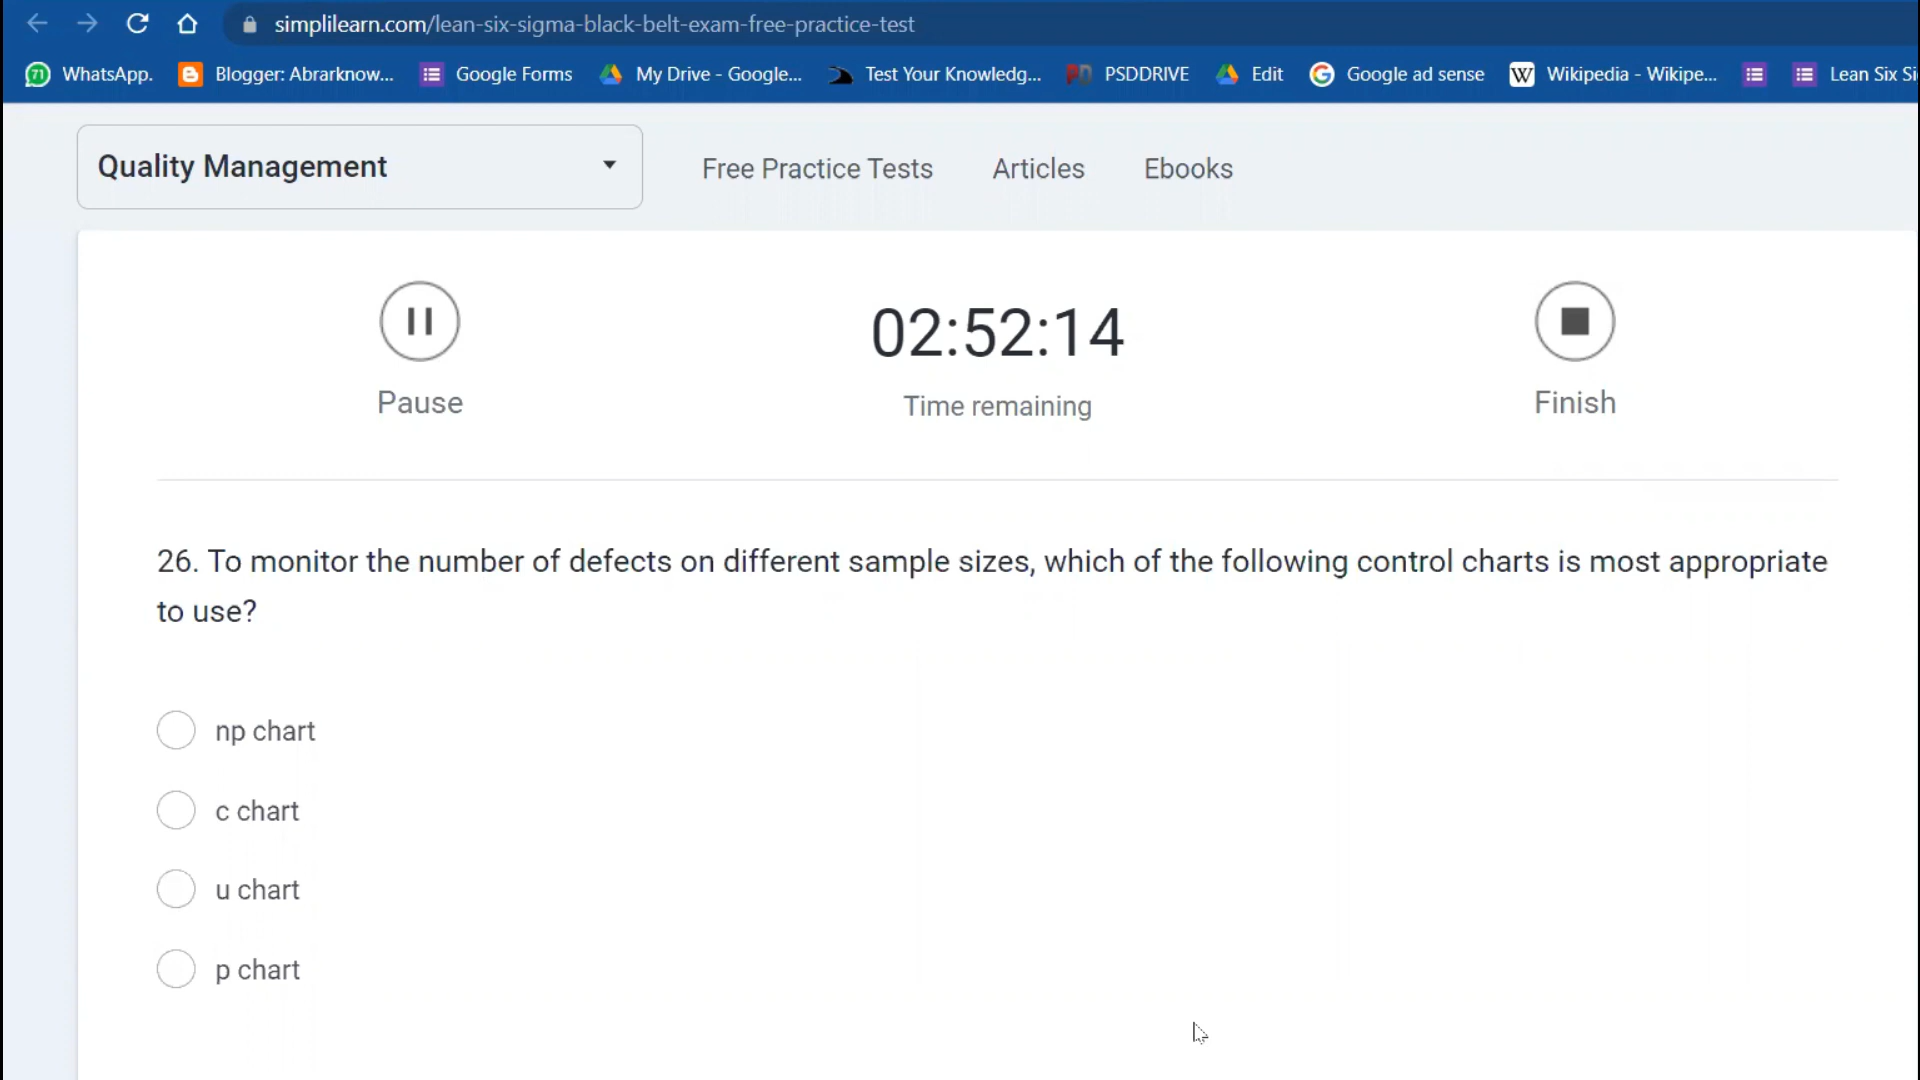 simplilearn.com/lean-six-sigma-black-belt-exam-free-practice-test
71 WhatsApp. Blogger: Abrarknow... Google Forms My Drive - Google... Test Your Knowledg... PSDDRIVE Edit Google ad sense W Wikipedia - Wikipe... Lean Six Si
Quality Management Free Practice Tests Articles Ebooks
02:52:14
Pause Time remaining Finish
26. To monitor the number of defects on different sample sizes, which of the following control charts is most appropriate
to use?
np chart
c chart
u chart
p chart